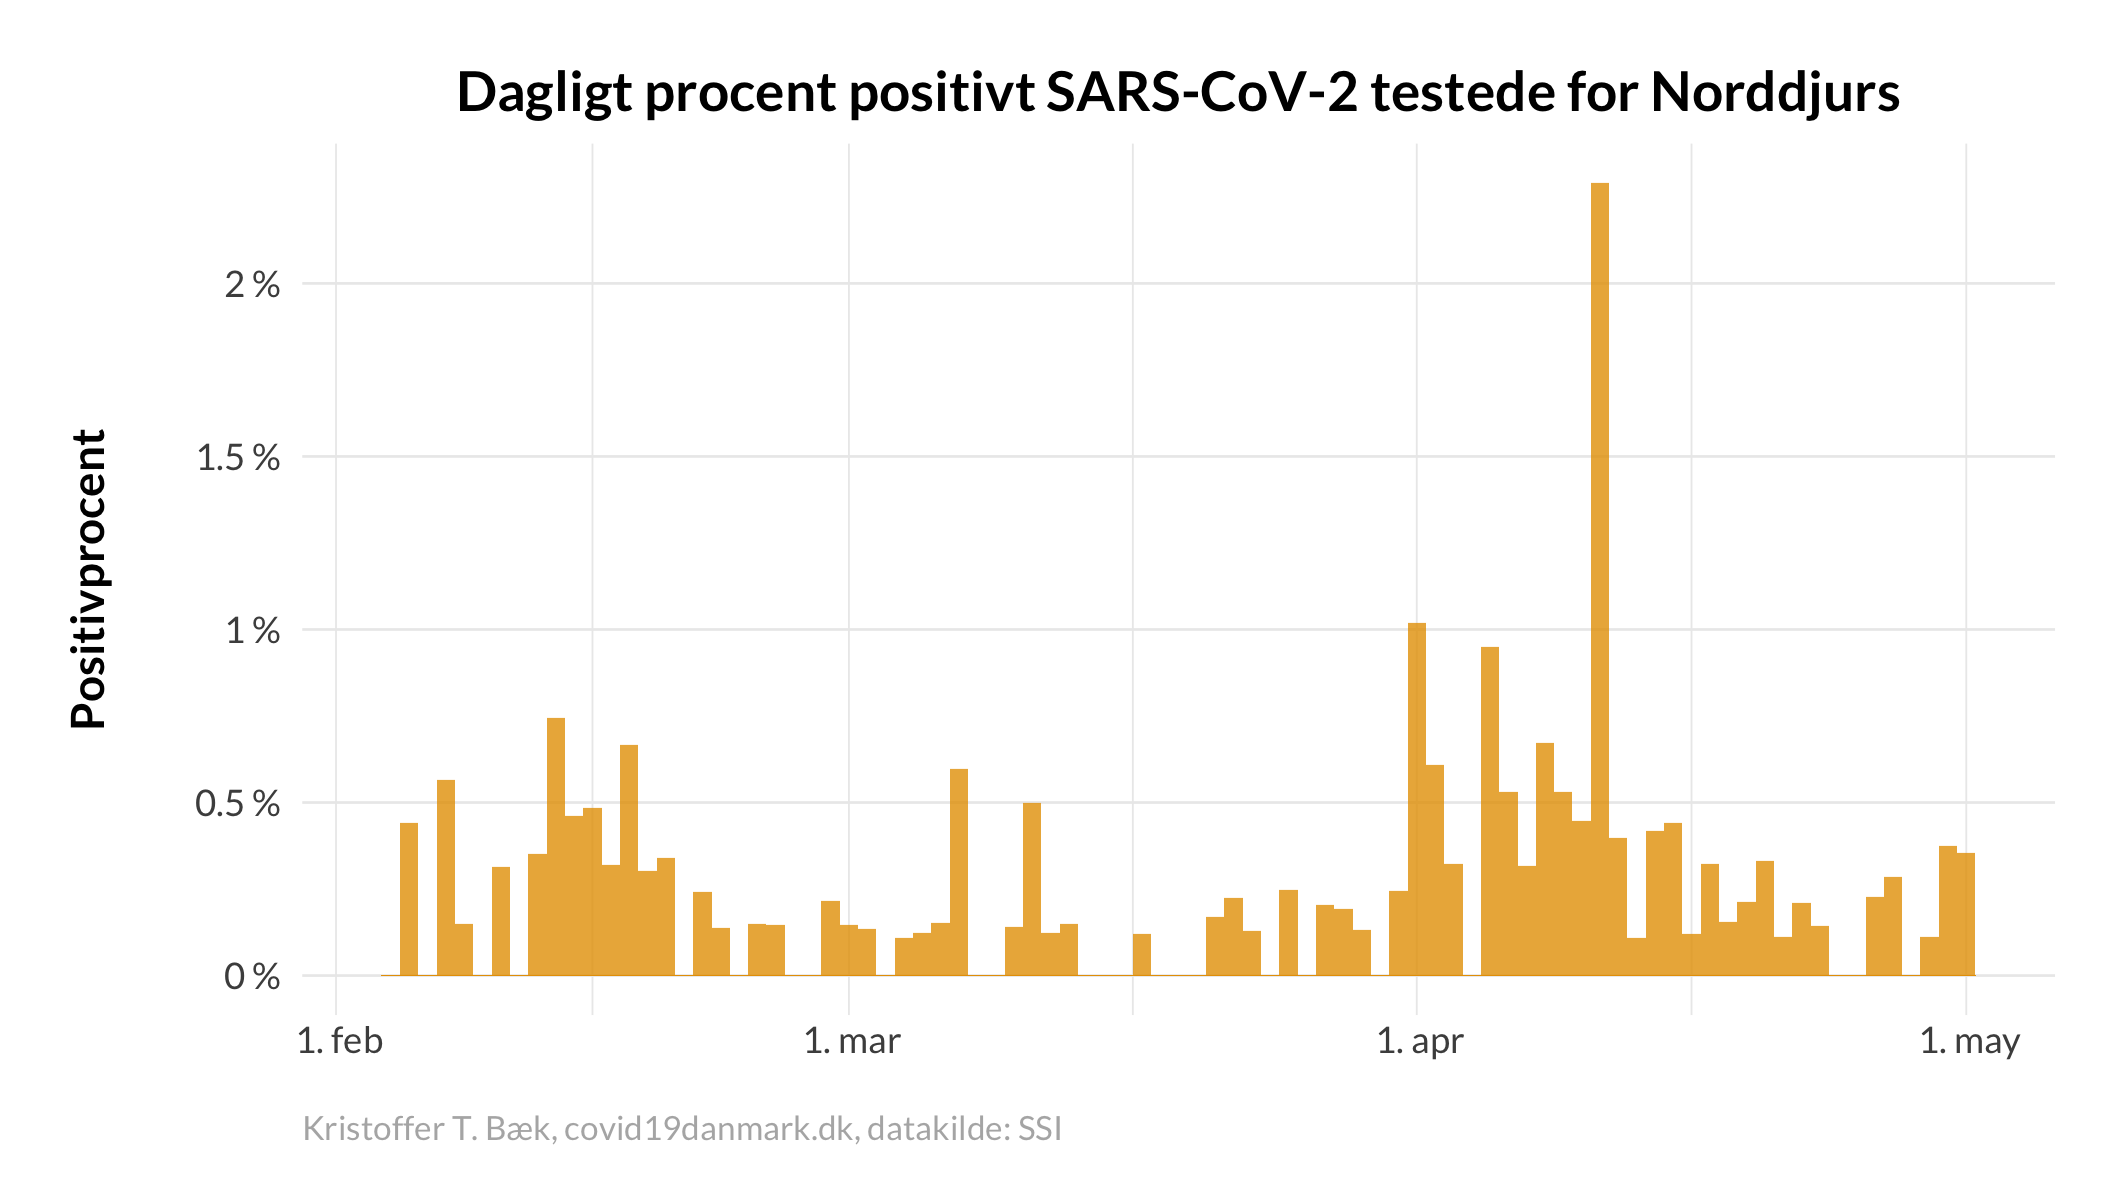 Dagligt procent positivt SARS-CoV-2 testede for Norddjurs
Positivprocent
2 %
1.5 %
1 %
0.5 %
0 %
1. feb
1. mar
1. apr
1. may
Kristoffer T. Bæk, covid19danmark.dk, datakilde: SSI